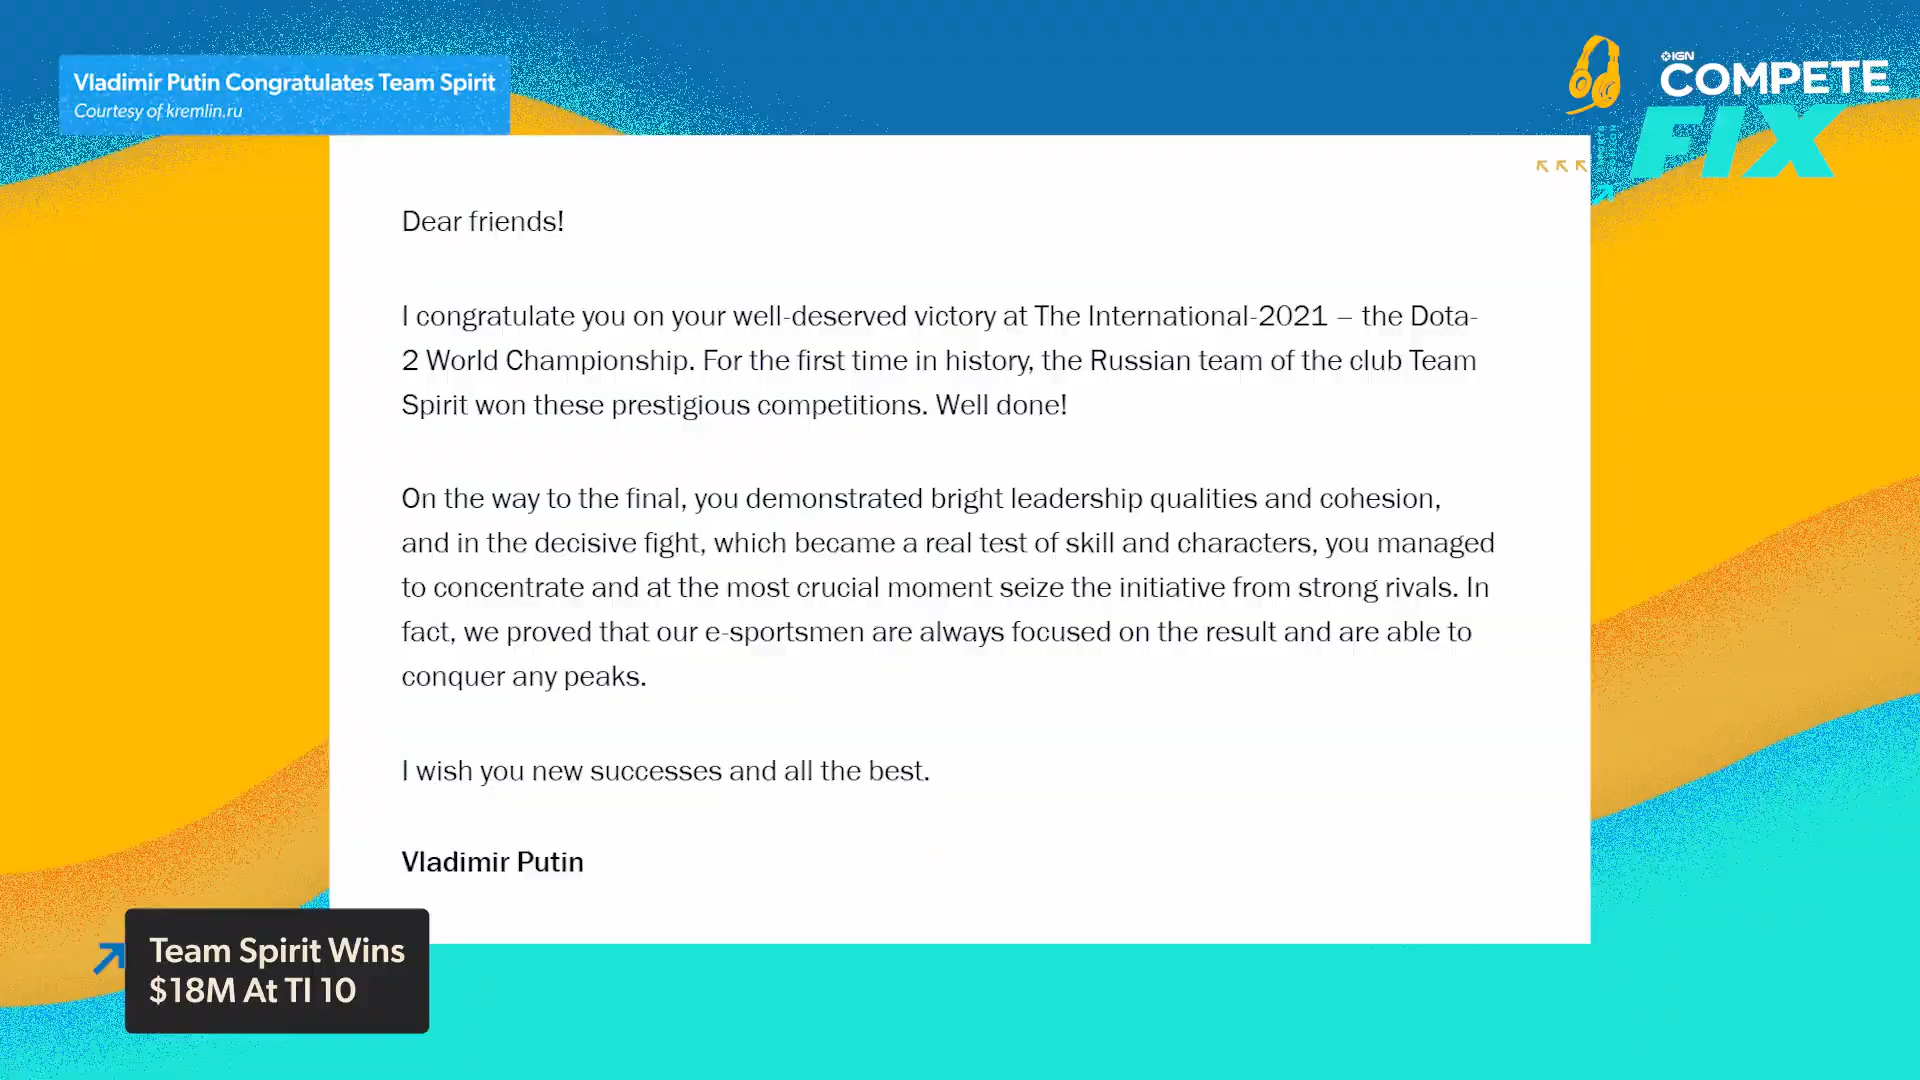 Vladimir Putin Congratulates Team Spirit
Courtesy of kremlin.ru
IGN
COMPETE
FIX
Dear friends!
I congratulate you on your well-deserved victory at The International-2021 – the Dota-
2 World Championship. For the first time in history, the Russian team of the club Team
Spirit won these prestigious competitions. Well done!
On the way to the final, you demonstrated bright leadership qualities and cohesion,
and in the decisive fight, which became a real test of skill and characters, you managed
to concentrate and at the most crucial moment seize the initiative from strong rivals. In
fact, we proved that our e-sportsmen are always focused on the result and are able to
conquer any peaks.
I wish you new successes and all the best.
Vladimir Putin
Team Spirit Wins
$18M At TI 10